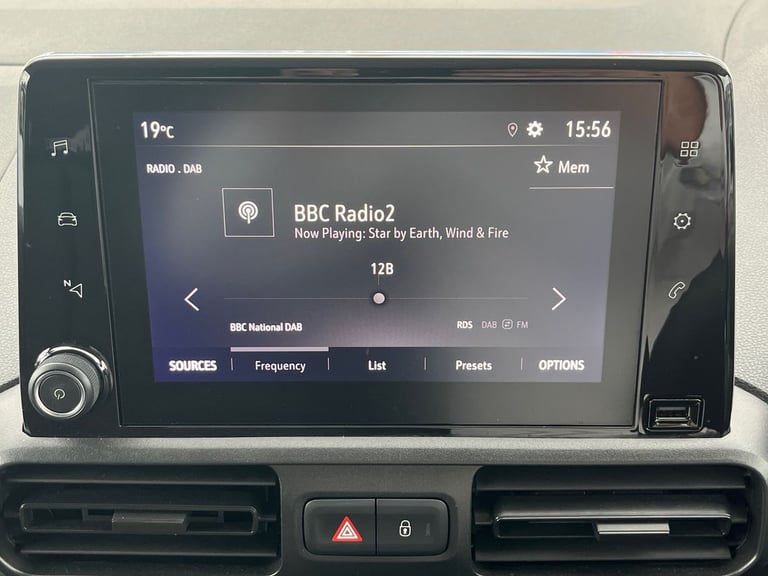 19°C 15:56
RADIO . DAB Mem
BBC Radio2
Now Playing: Star by Earth, Wind & Fire
12B
N
BBC National DAB RDS DAB FM
SOURCES Frequency List Presets OPTIONS